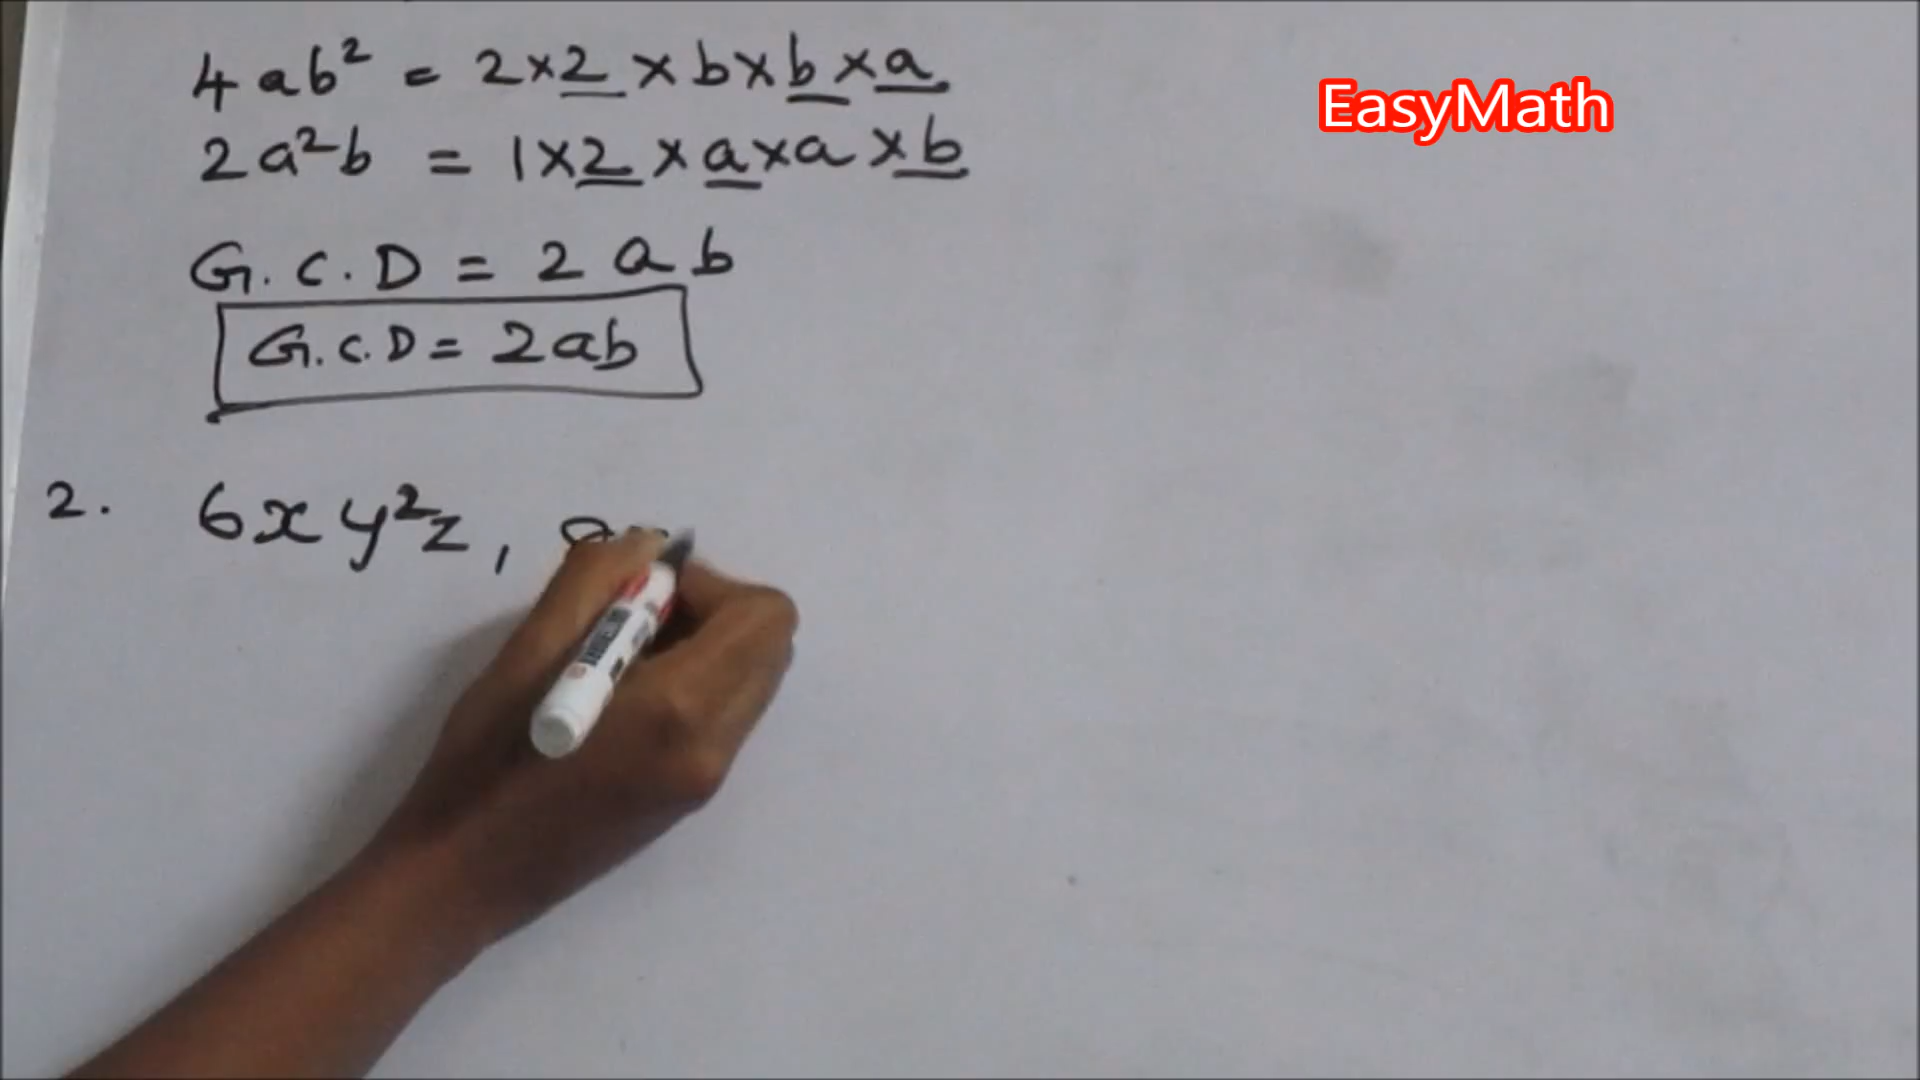 4ab² = 2×2×b×b×a
EasyMath
2a²b = 1×2×a×a×b
G.C.D = 2ab
G.C.D = 2ab
2. 6xy²z,